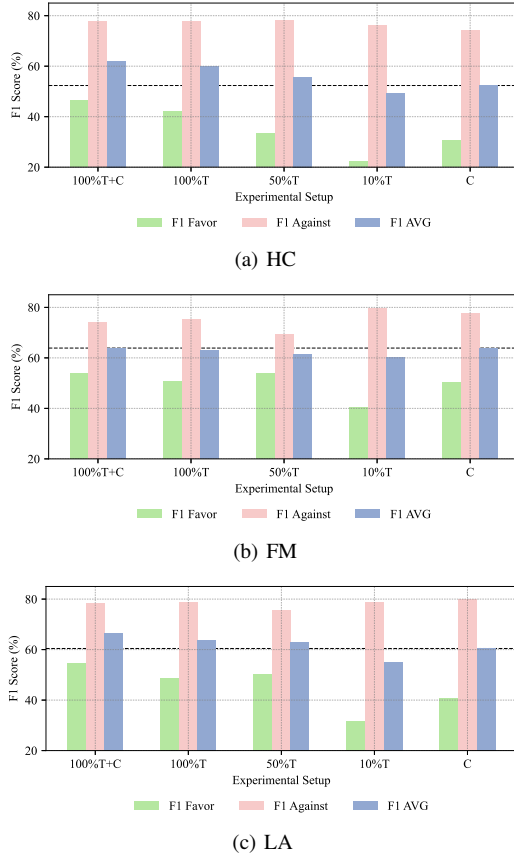 F1 Score (%)
80
60
40
20
100%T+C 100%T 50%T 10%T C
Experimental Setup
F1 Favor F1 Against F1 AVG
(a) HC
F1 Score (%)
80
60
40
20
100%T+C 100%T 50%T 10%T C
Experimental Setup
F1 Favor F1 Against F1 AVG
(b) FM
F1 Score (%)
80
60
40
20
100%T+C 100%T 50%T 10%T C
Experimental Setup
F1 Favor F1 Against F1 AVG
(c) LA